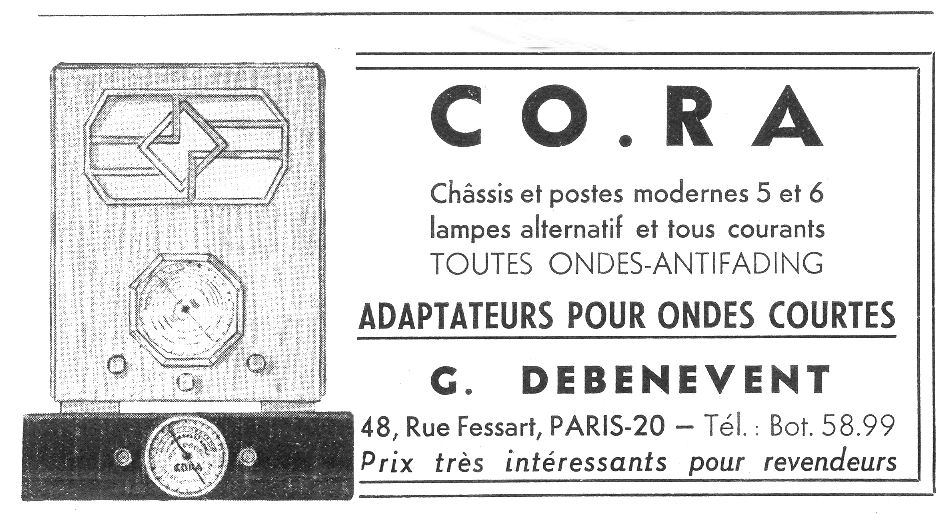 CO.RA
Châssis et postes modernes 5 et 6
lampes alternatif et tous courants
TOUTES ONDES-ANTIFADING
ADAPTATEURS POUR ONDES COURTES
G. DEBENEVENT
48, Rue Fessart, PARIS-20 — Tél. : Bot. 58.99
Prix très intéressants pour revendeurs
CORA